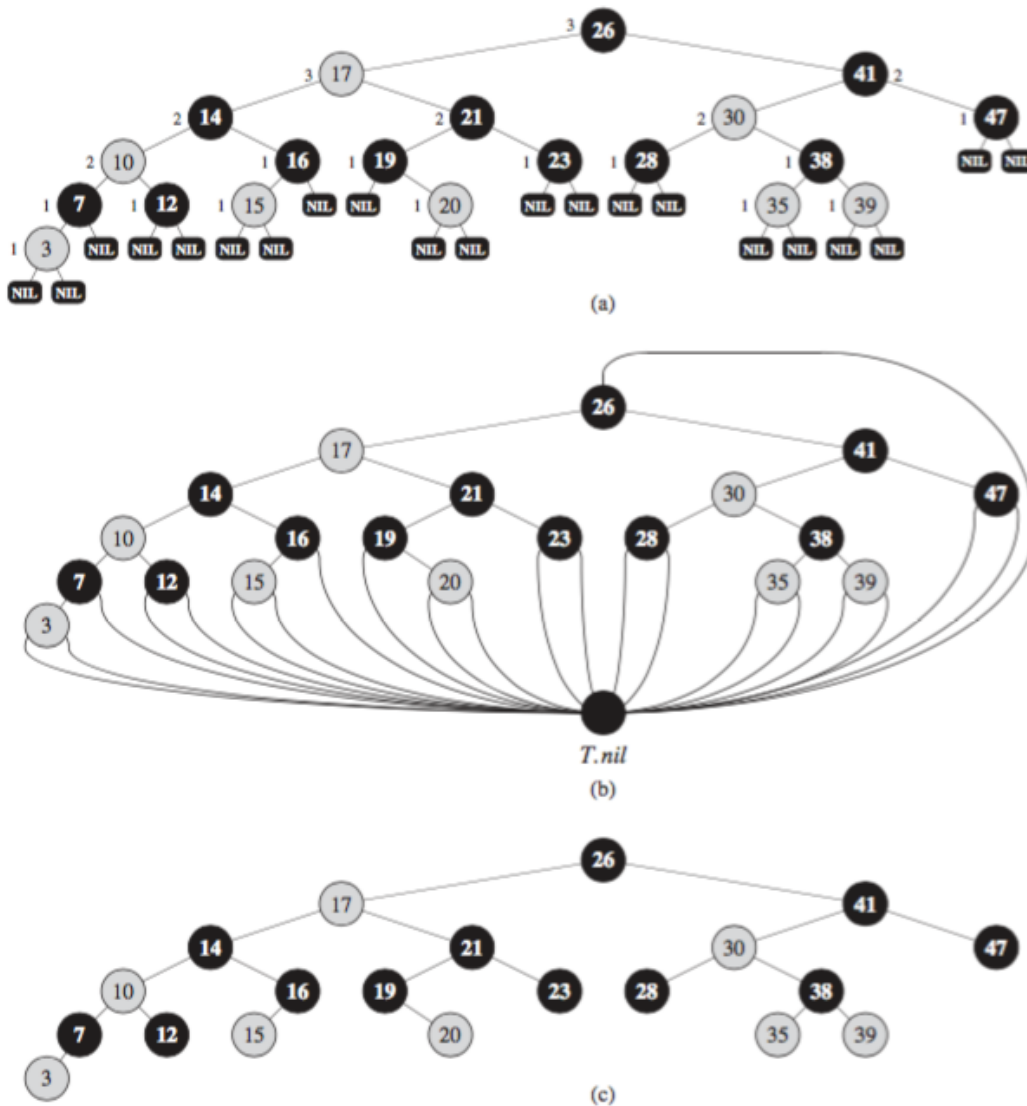 3 26
3 17 41 2
2 14 2 21 2 30 1 47
2 10 1 16 1 19 1 23 1 28 1 38 NIL NIL
1 7 1 12 1 15 NIL NIL 1 20 NIL NIL NIL NIL 1 35 1 39
1 3 NIL NIL NIL NIL NIL NIL NIL NIL NIL NIL NIL
NIL NIL
(a)
26
17 41
14 21 30 47
10 16 19 23 28 38
7 12 15 20 35 39
3
T.nil
(b)
26
17 41
14 21 30 47
10 16 19 23 28 38
7 12 15 20 35 39
3
(c)